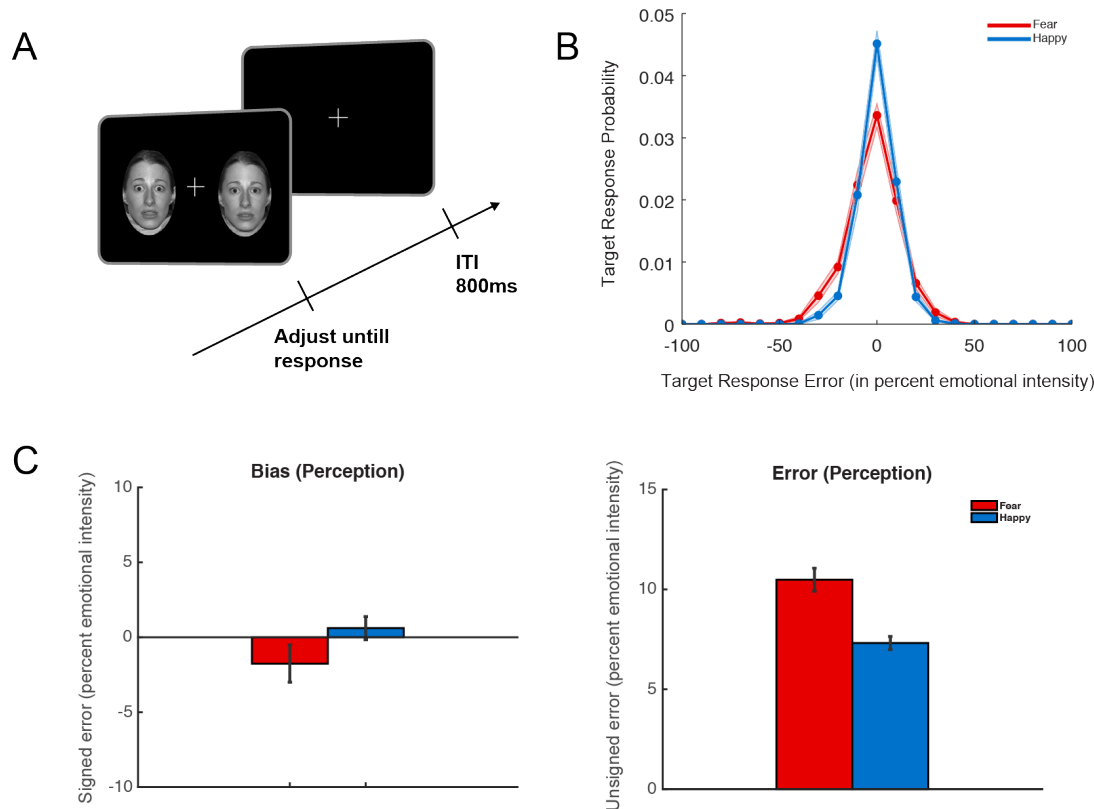 A
ITI
800ms
Adjust untill
response
B
Target Response Probability
0.05
0.04
0.03
0.02
0.01
0
-100
-50
0
50
100
Target Response Error (in percent emotional intensity)
Fear
Happy
C
Bias (Perception)
Signed error (percent emotional intensity)
10
5
0
-5
-10
Error (Perception)
Unsigned error (percent emotional intensity)
15
10
5
0
Fear
Happy